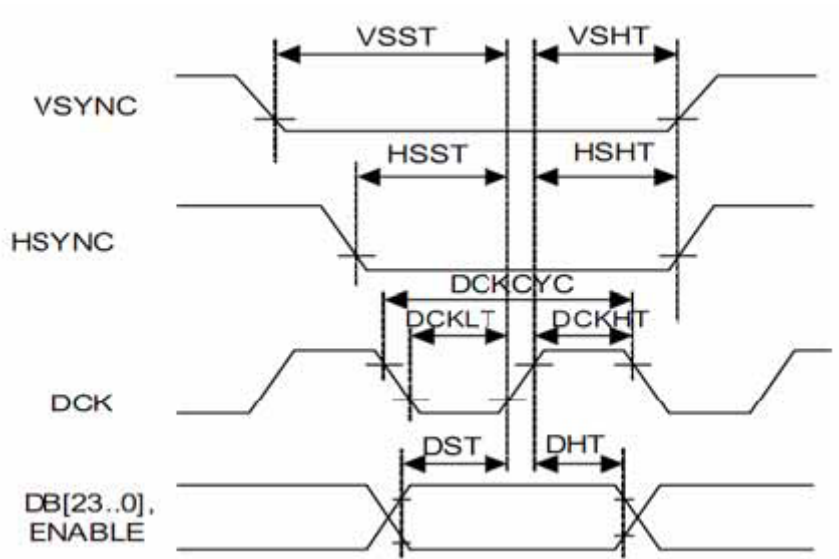 VSST VSHT
VSYNC
HSST HSHT
HSYNC
DCKCYC
DCKLT DCKHT
DCK
DST DHT
DB[23..0],
ENABLE